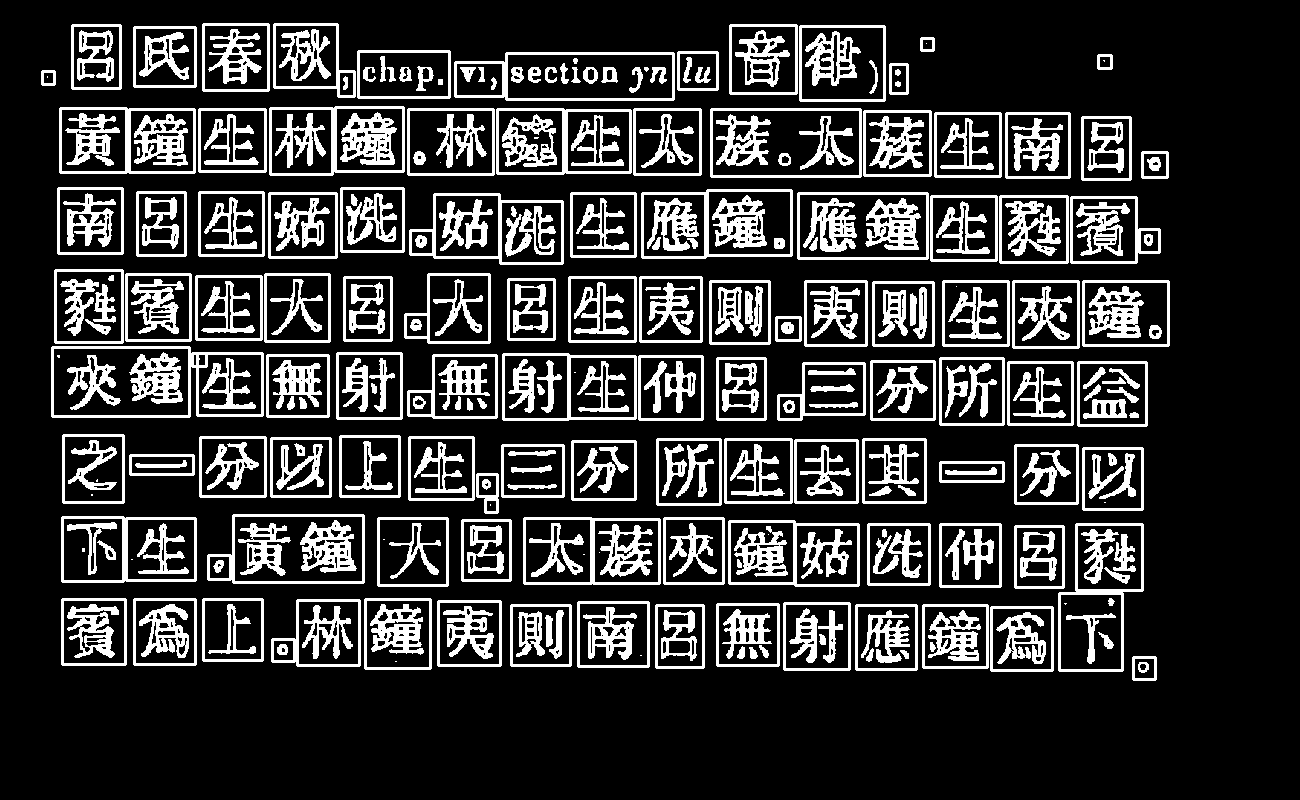 呂氏春秋, chap. VI, section yn lu 音律):
黃鐘生林鐘。林鐘生太蔟。太蔟生南呂。
南呂生姑洗。姑洗生應鐘。應鐘生蕤賓。
蕤賓生大呂。大呂生夷則。夷則生夾鐘。
夾鐘生無射。無射生仲呂。三分所生益
之一分以上生。三分所生去其一分以
下生。黃鐘大呂太蔟夾鐘姑洗仲呂蕤
賓爲上。林鐘夷則南呂無射應鐘爲下。